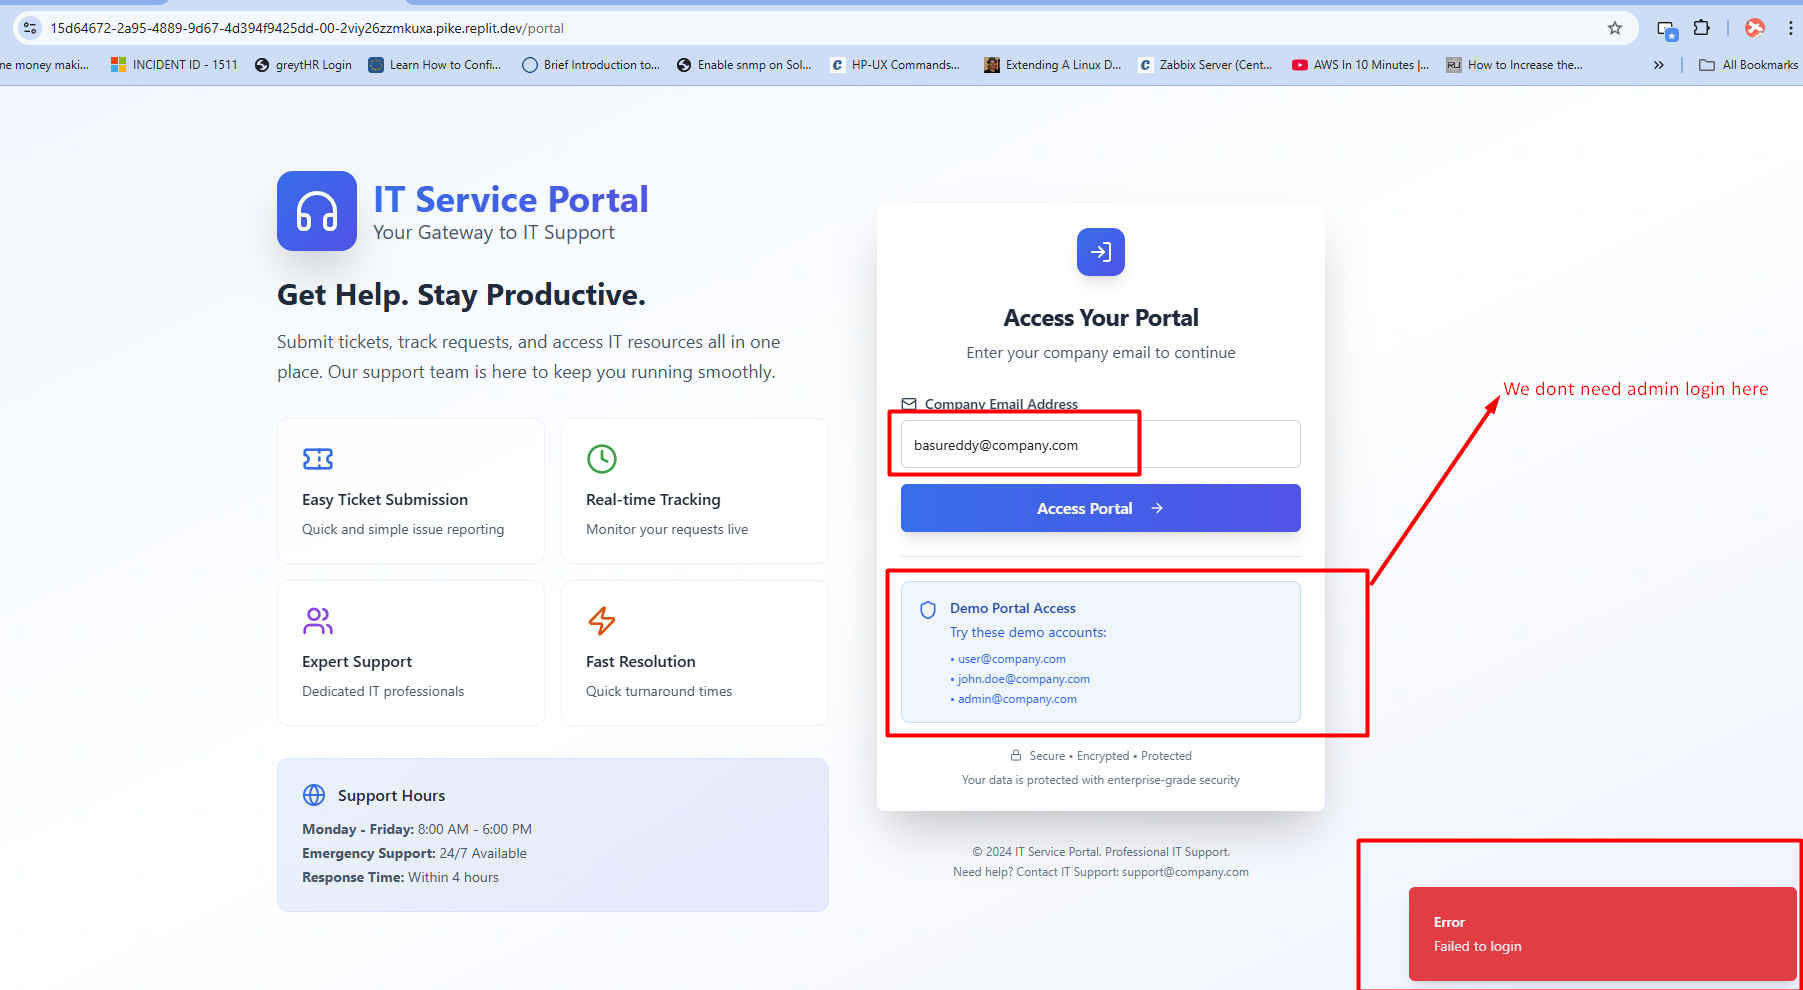 15d64672-2a95-4889-9d67-4d394f9425dd-00-2viy26zzmkuxa.pike.replit.dev/portal
ne money maki...
INCIDENT ID - 1511
greytHR Login
Learn How to Confi...
Brief Introduction to...
Enable snmp on Sol...
HP-UX Commands...
Extending A Linux D...
Zabbix Server (Cent...
AWS In 10 Minutes |...
How to Increase the...
All Bookmarks
IT Service Portal
Your Gateway to IT Support
Get Help. Stay Productive.
Submit tickets, track requests, and access IT resources all in one
place. Our support team is here to keep you running smoothly.
Easy Ticket Submission
Quick and simple issue reporting
Real-time Tracking
Monitor your requests live
Expert Support
Dedicated IT professionals
Fast Resolution
Quick turnaround times
Support Hours
Monday - Friday: 8:00 AM - 6:00 PM
Emergency Support: 24/7 Available
Response Time: Within 4 hours
Access Your Portal
Enter your company email to continue
Company Email Address
basureddy@company.com
Access Portal
Demo Portal Access
Try these demo accounts:
• user@company.com
• john.doe@company.com
• admin@company.com
Secure • Encrypted • Protected
Your data is protected with enterprise-grade security
© 2024 IT Service Portal. Professional IT Support.
Need help? Contact IT Support: support@company.com
We dont need admin login here
Error
Failed to login